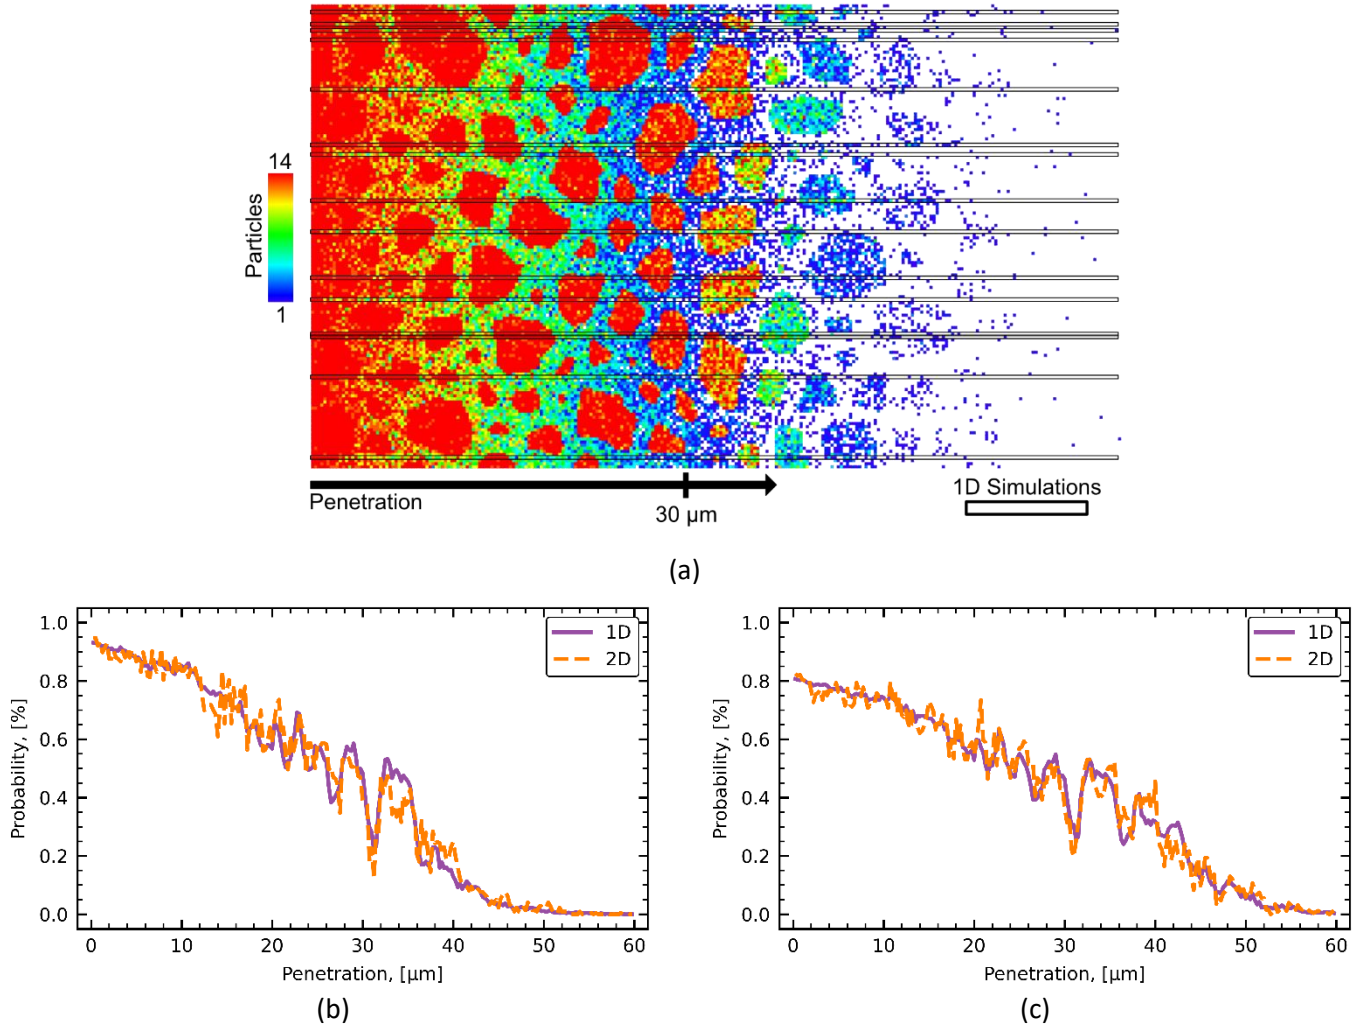 14
Particles
1
Penetration
30 μm
1D Simulations
(a)
1.0
0.8
0.6
0.4
0.2
0.0
Probability, [%]
0 10 20 30 40 50 60
Penetration, [μm]
1D
2D
(b)
1.0
0.8
0.6
0.4
0.2
0.0
Probability, [%]
0 10 20 30 40 50 60
Penetration, [μm]
1D
2D
(c)